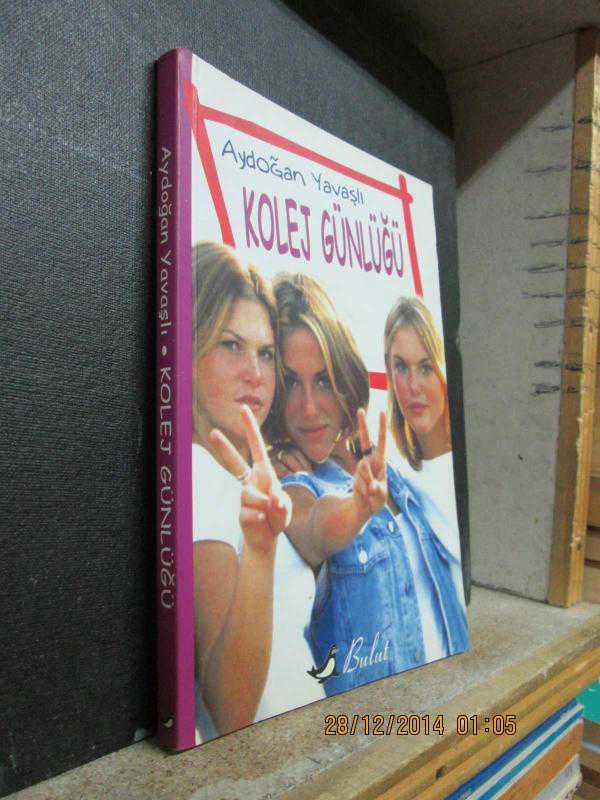 Aydoğan Yavaşlı
KOLEJ GÜNLÜĞÜ
Aydoğan Yavaşlı • KOLEJ GÜNLÜĞÜ
Bulut
28/12/2014 01:05